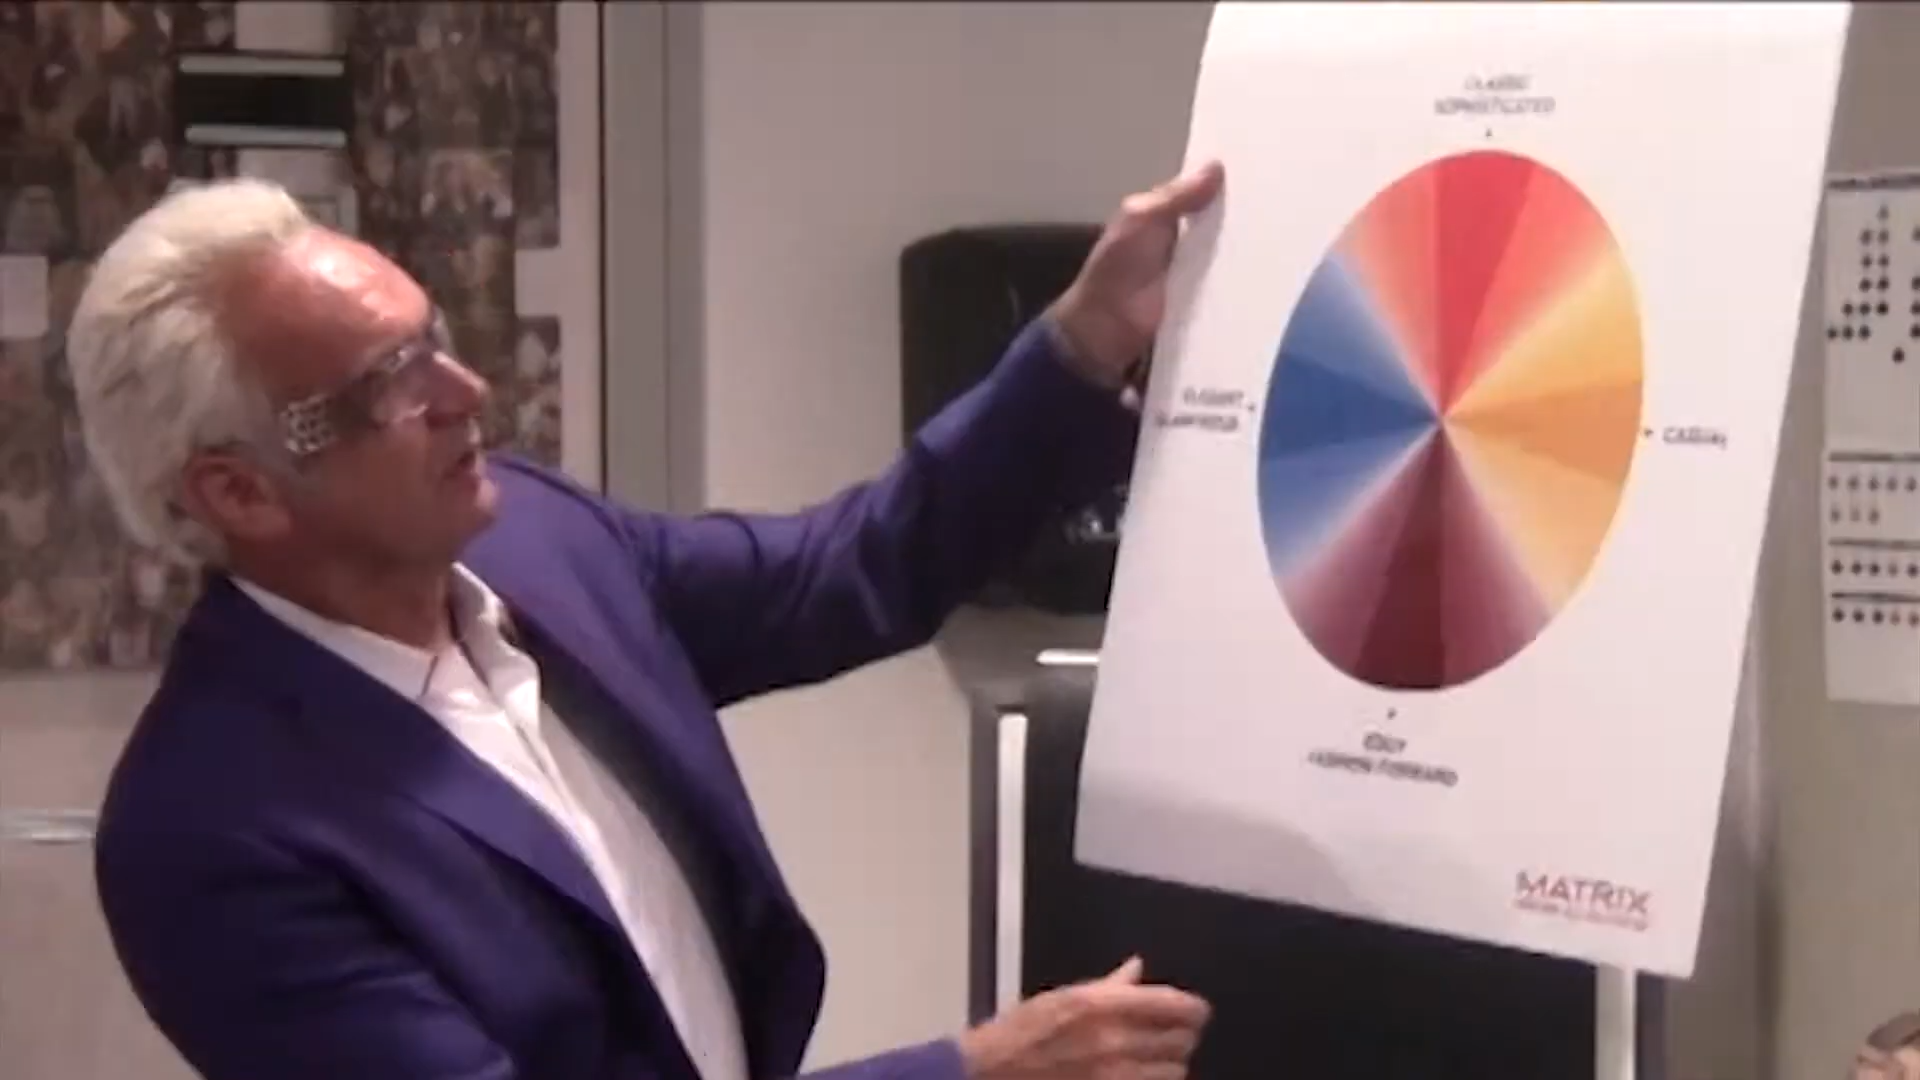 CLASSIC
SOPHISTICATED
ELEGANT
GLAMOROUS
CASUAL
EDGY
FASHION FORWARD
MATRIX